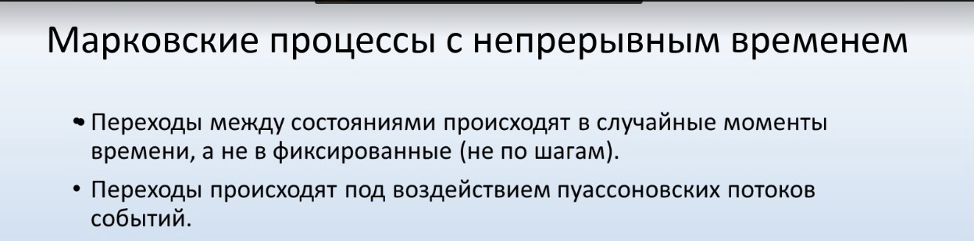 Марковские процессы с непрерывным временем
• Переходы между состояниями происходят в случайные моменты
времени, а не в фиксированные (не по шагам).
• Переходы происходят под воздействием пуассоновских потоков
событий.